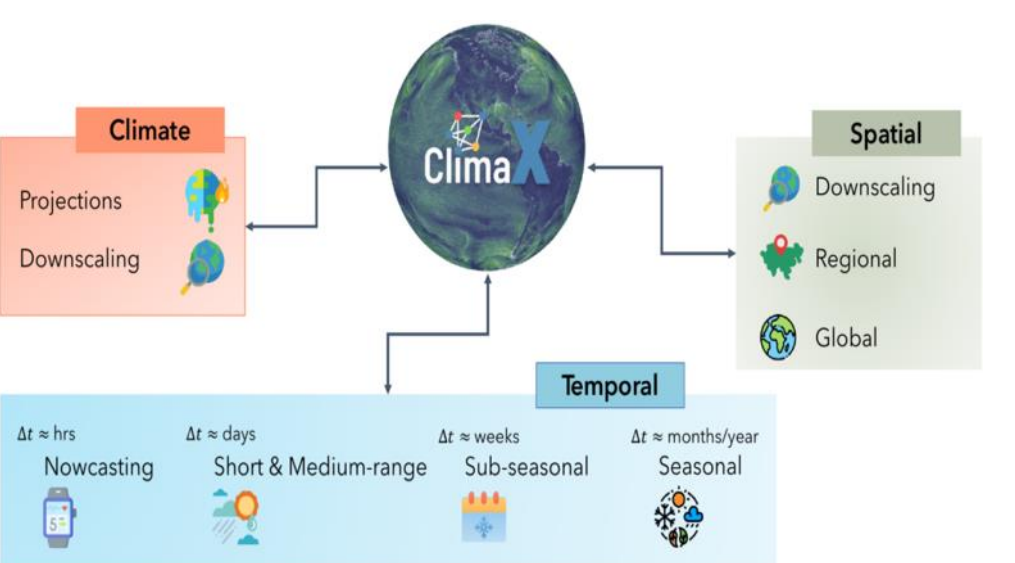 ClimaX
Climate
Projections
Downscaling
Spatial
Downscaling
Regional
Global
Temporal
Δt ≈ hrs
Nowcasting
Δt ≈ days
Short & Medium-range
Δt ≈ weeks
Sub-seasonal
Δt ≈ months/year
Seasonal
5